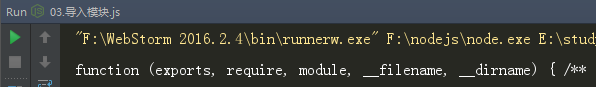 Run 03.导入模块.js
"F:\WebStorm 2016.2.4\bin\runnerw.exe" F:\nodejs\node.exe E:\stud
function (exports, require, module, __filename, __dirname) { /**